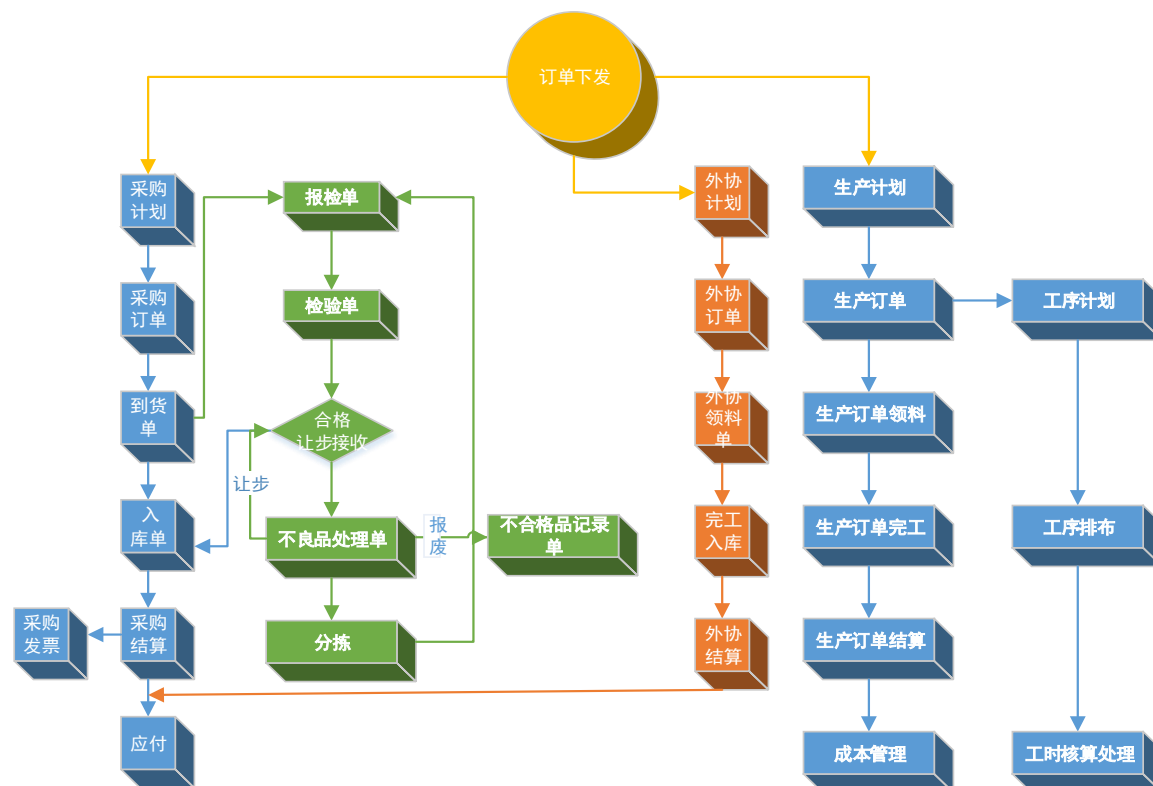 订单下发
采购
计划
报检单
外协
计划
生产计划
采购
订单
检验单
外协
订单
生产订单
工序计划
到货
单
合格
让步接收
外协
领料
单
生产订单领料
让步
入
库单
不良品处理单
报
废
不合格品记录
单
完工
入库
生产订单完工
工序排布
采购
发票
采购
结算
分拣
外协
结算
生产订单结算
应付
成本管理
工时核算处理